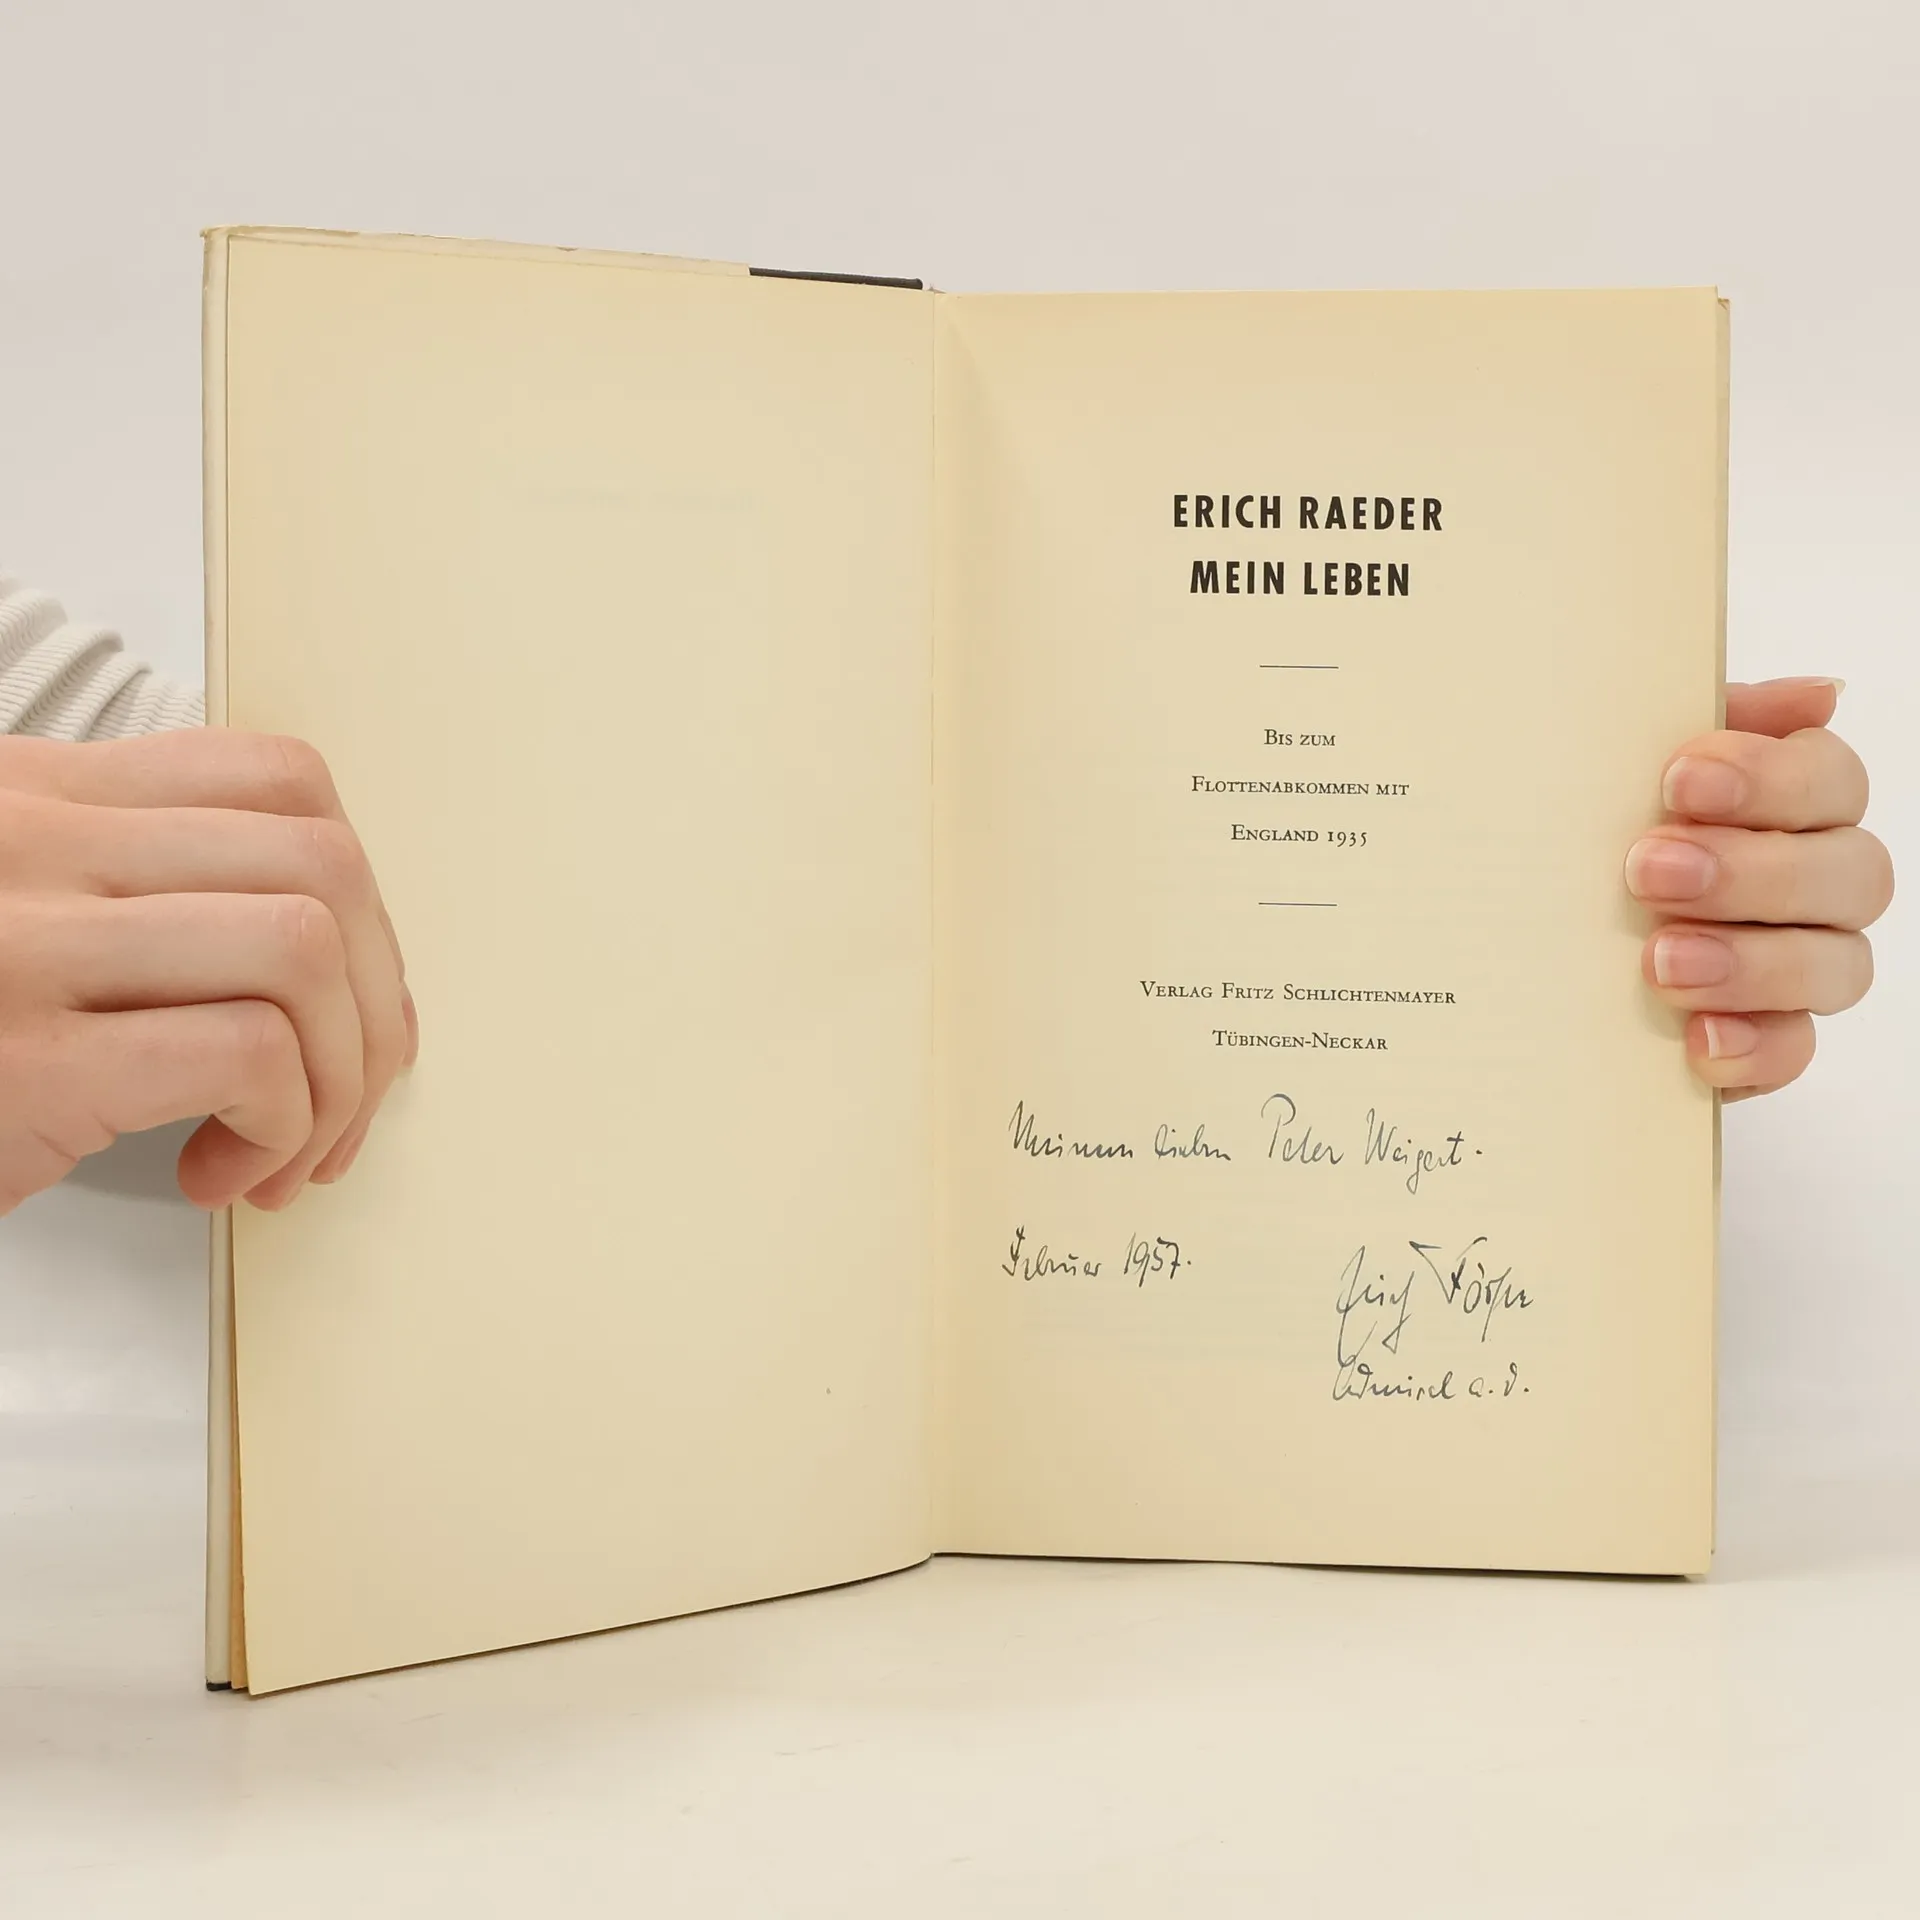 ERICH RAEDER
MEIN LEBEN
BIS ZUM
FLOTTENABKOMMEN MIT
ENGLAND 1935
VERLAG FRITZ SCHLICHTENMAYER
TÜBINGEN-NECKAR
Meinem lieben Peter Weigert.
Februar 1957.
Erich Förste
Admiral a. D.